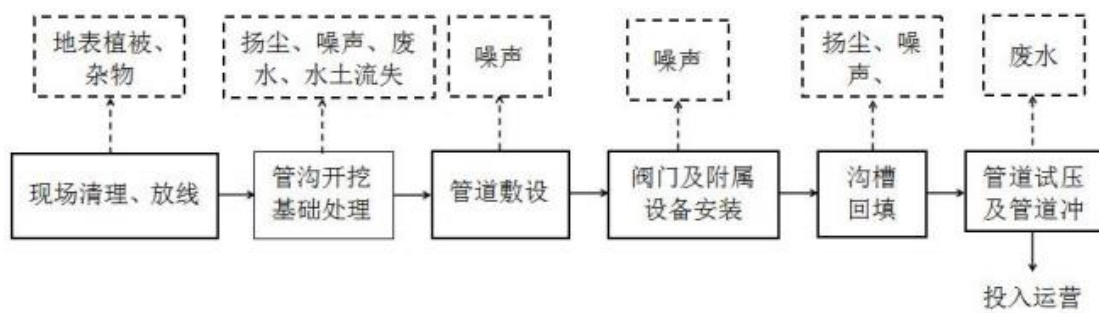 地表植被、
杂物
扬尘、噪声、废
水、水土流失
噪声
噪声
扬尘、噪
声、
废水
现场清理、放线
管沟开挖
基础处理
管道敷设
阀门及附属
设备安装
沟槽
回填
管道试压
及管道冲
投入运营